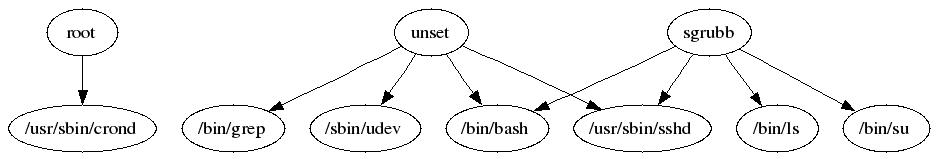 root
unset
sgrubb
/usr/sbin/crond
/bin/grep
/sbin/udev
/bin/bash
/usr/sbin/sshd
/bin/ls
/bin/su